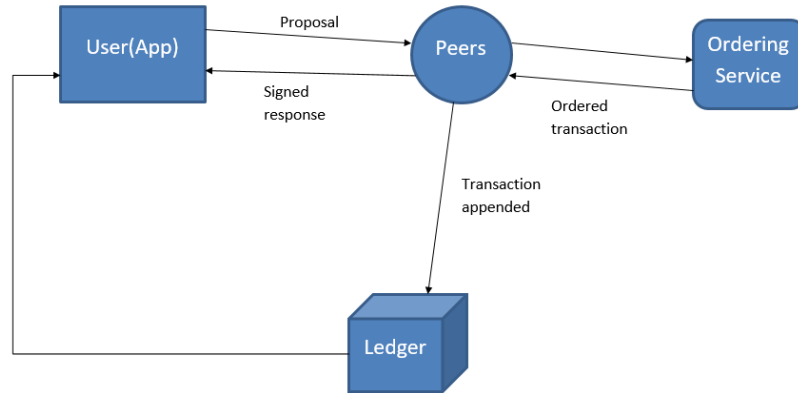 User(App)
Proposal
Peers
Ordering
Service
Signed
response
Ordered
transaction
Transaction
appended
Ledger